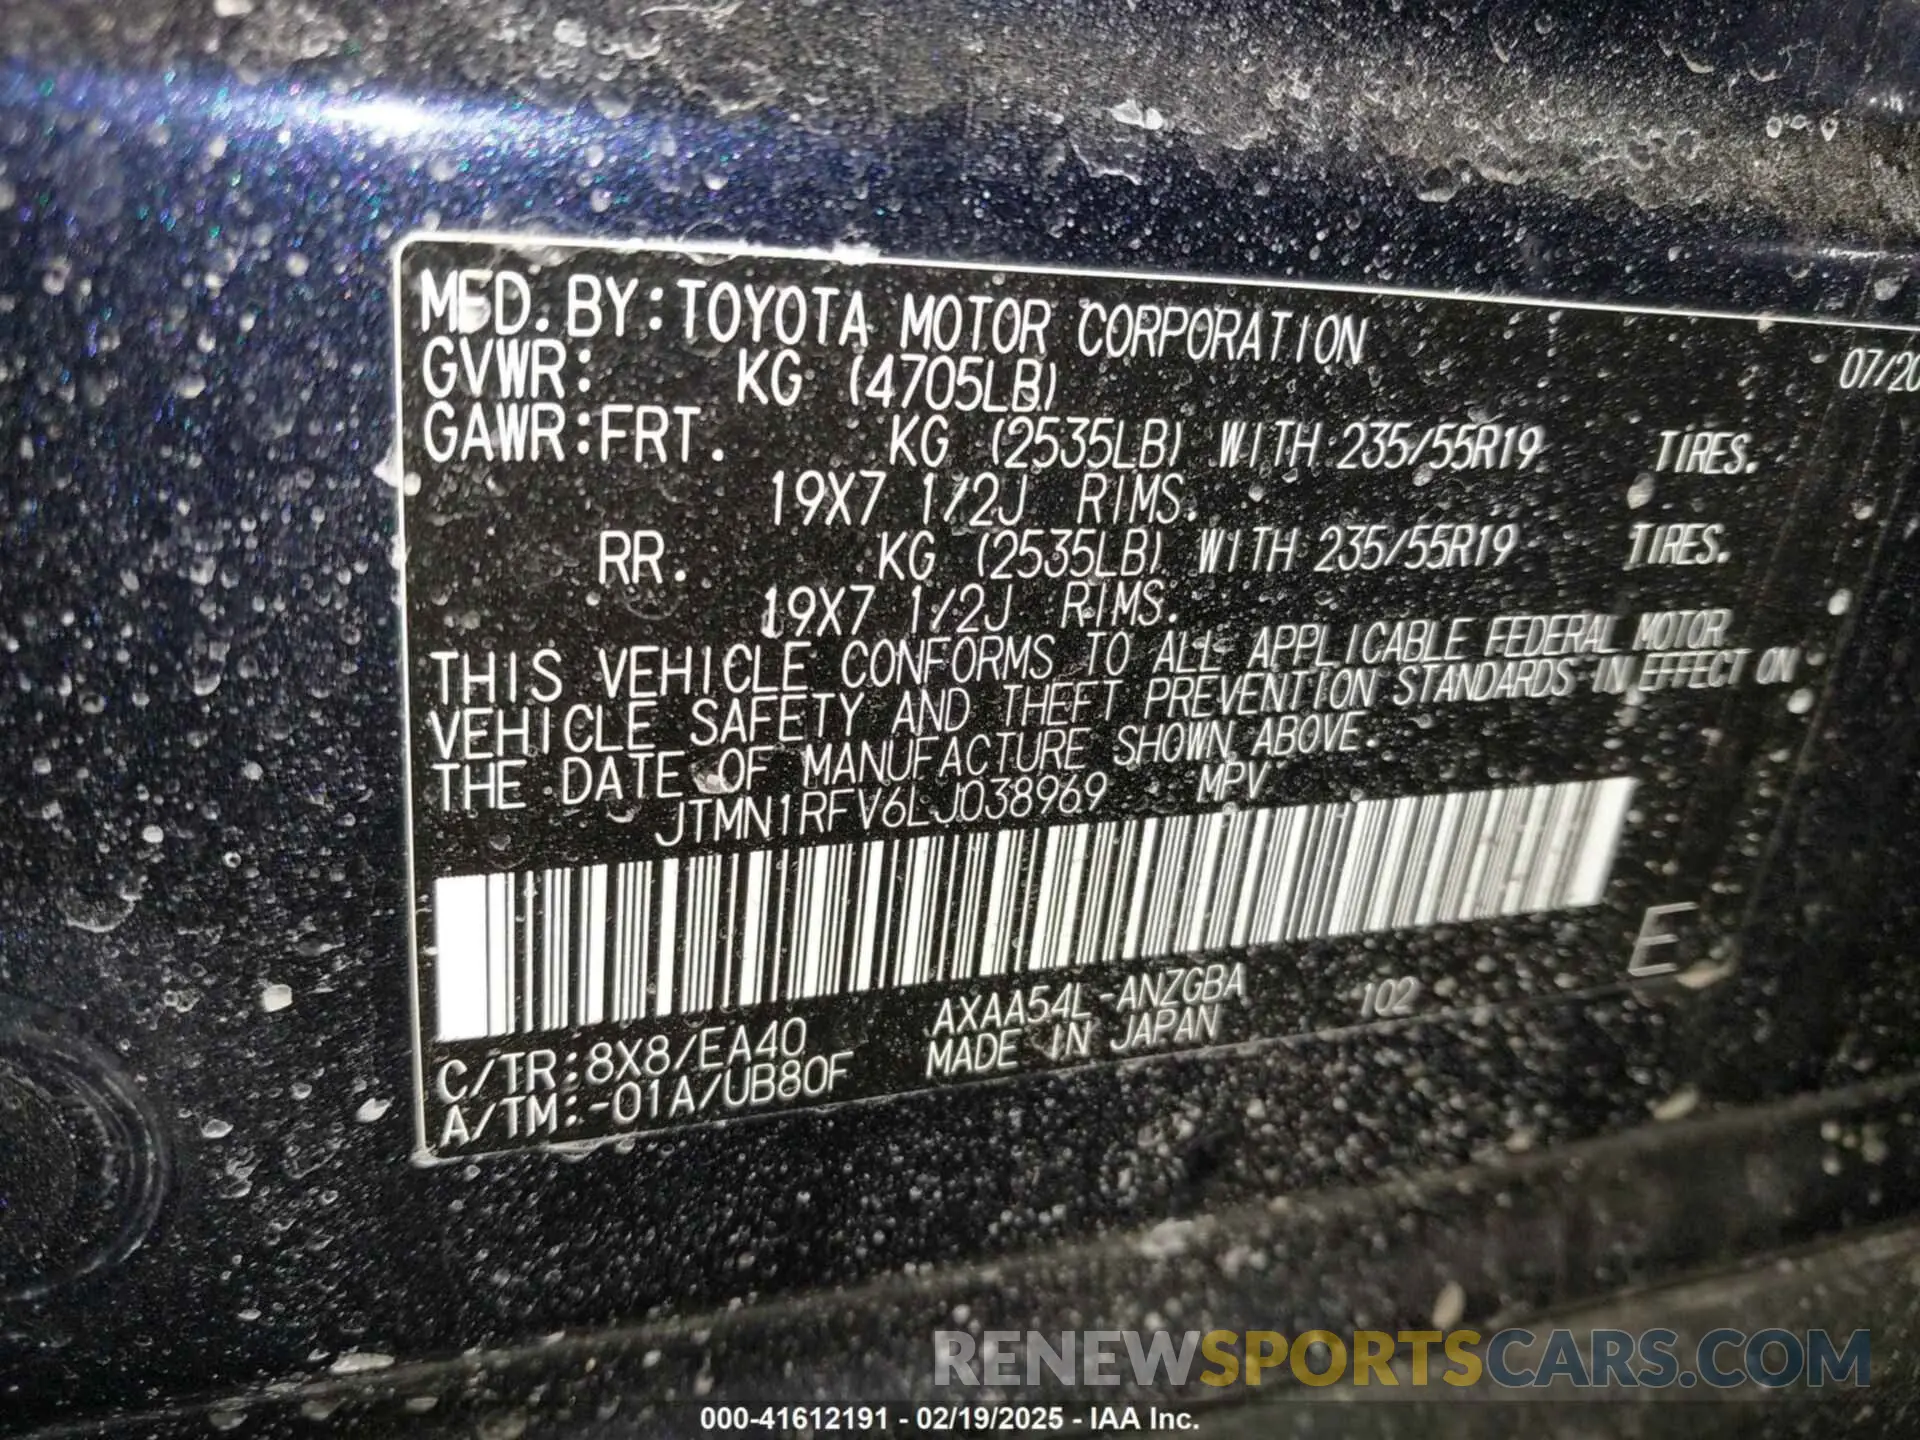 MFD. BY: TOYOTA MOTOR CORPORATION 07/20
GVWR: KG (4705LB)
GAWR: FRT. KG (2535LB) WITH 235/55R19 TIRES.
19X7 1/2J RIMS.
RR. KG (2535LB) WITH 235/55R19 TIRES.
19X7 1/2J RIMS.
THIS VEHICLE CONFORMS TO ALL APPLICABLE FEDERAL MOTOR
VEHICLE SAFETY AND THEFT PREVENTION STANDARDS IN EFFECT ON
THE DATE OF MANUFACTURE SHOWN ABOVE.
JTMN1RFV6LJ038969 MPV
E
AXAA54L-ANZGBA 102
C/TR: 8X8/EA40 MADE IN JAPAN
A/TM: -01A/UB80F
RENEWSPORTSCARS.COM
000-41612191 - 02/19/2025 - IAA Inc.